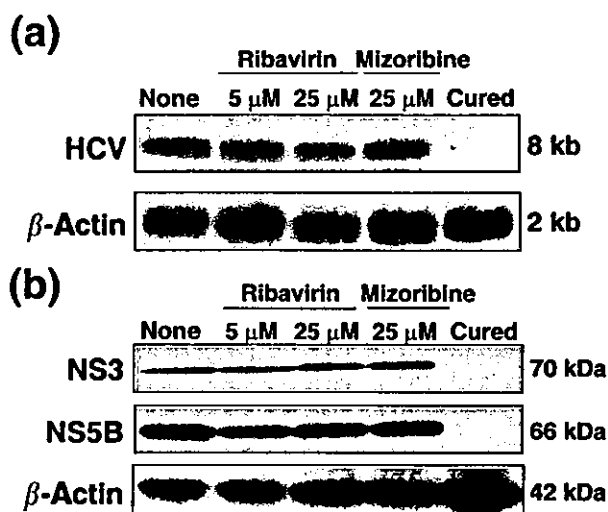 (a)
Ribavirin Mizoribine
None 5 μM 25 μM 25 μM Cured
HCV 8 kb
β-Actin 2 kb
(b)
Ribavirin Mizoribine
None 5 μM 25 μM 25 μM Cured
NS3 70 kDa
NS5B 66 kDa
β-Actin 42 kDa